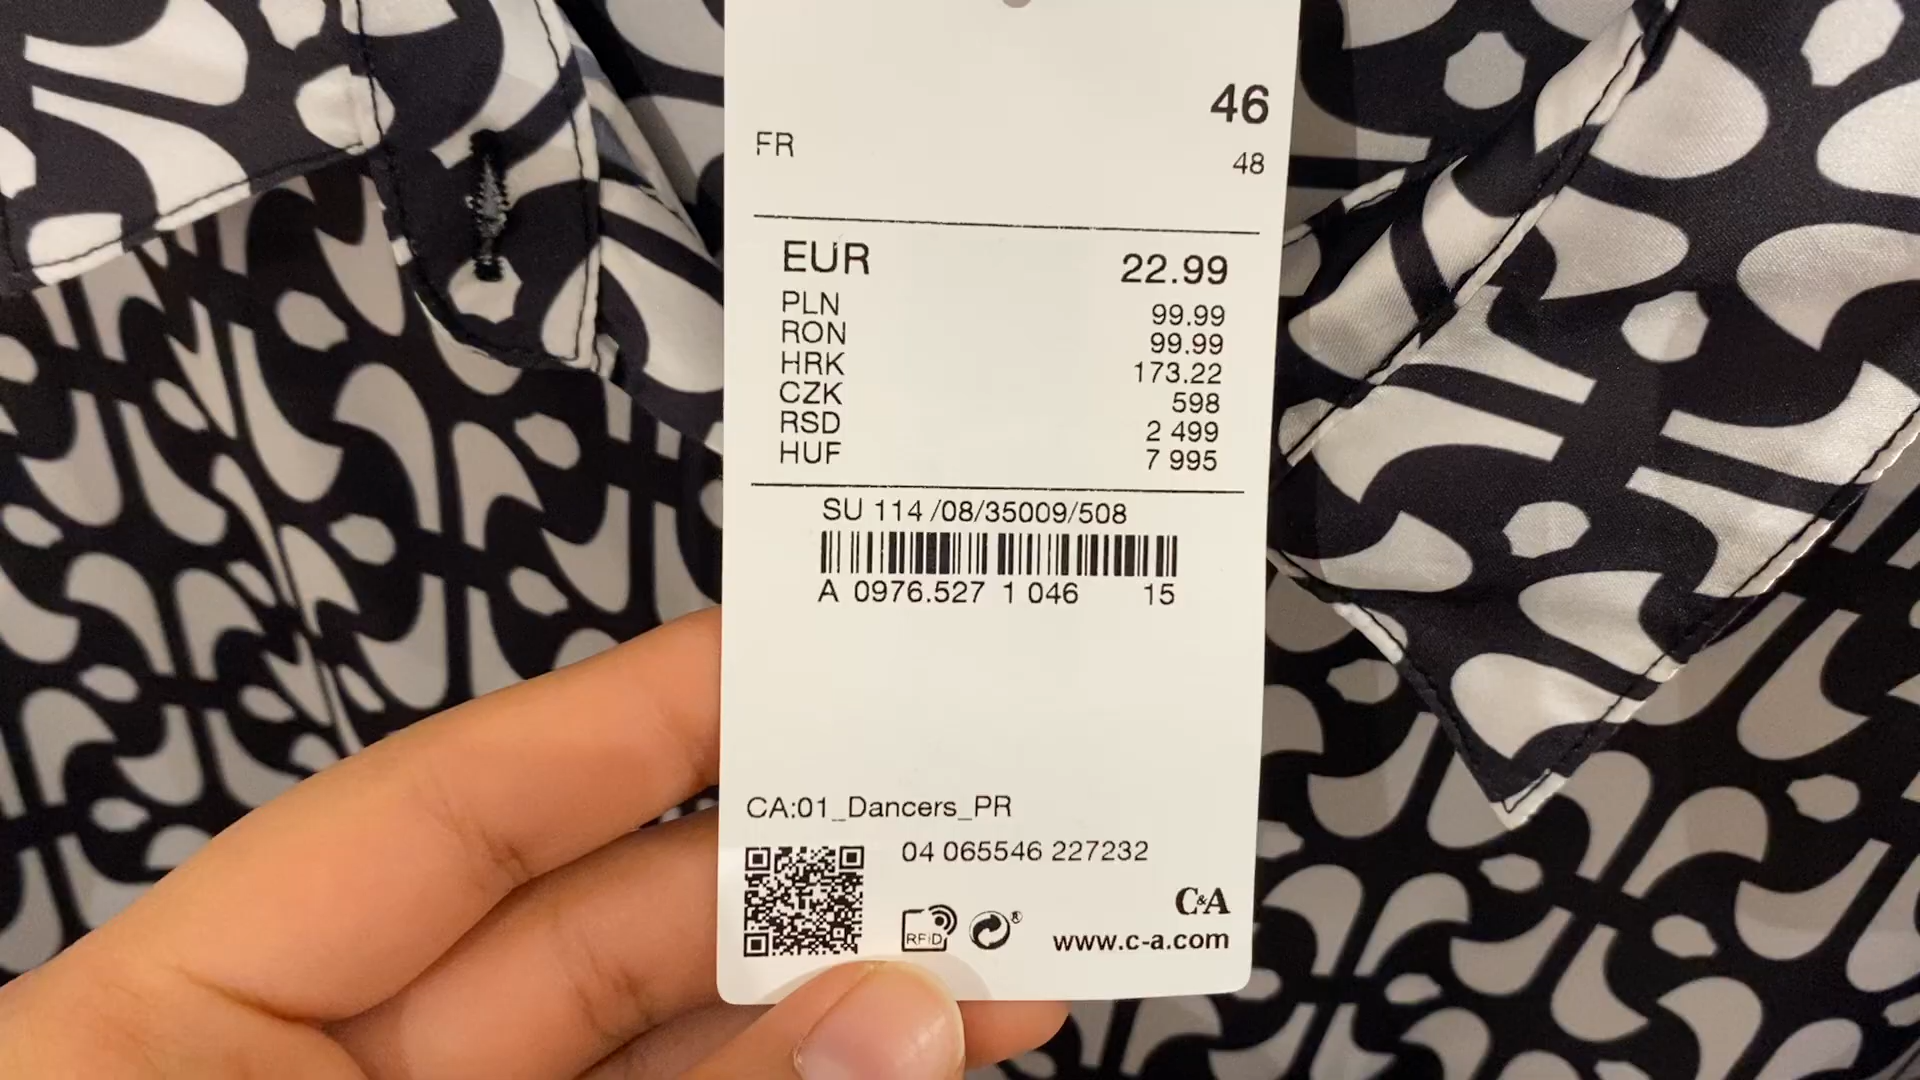 46
FR 48
EUR 22.99
PLN 99.99
RON 99.99
HRK 173.22
CZK 598
RSD 2 499
HUF 7 995
SU 114 /08/35009/508
A 0976.527 1 046 15
CA:01_Dancers_PR
04 065546 227232
RFiD ®
C&A
www.c-a.com